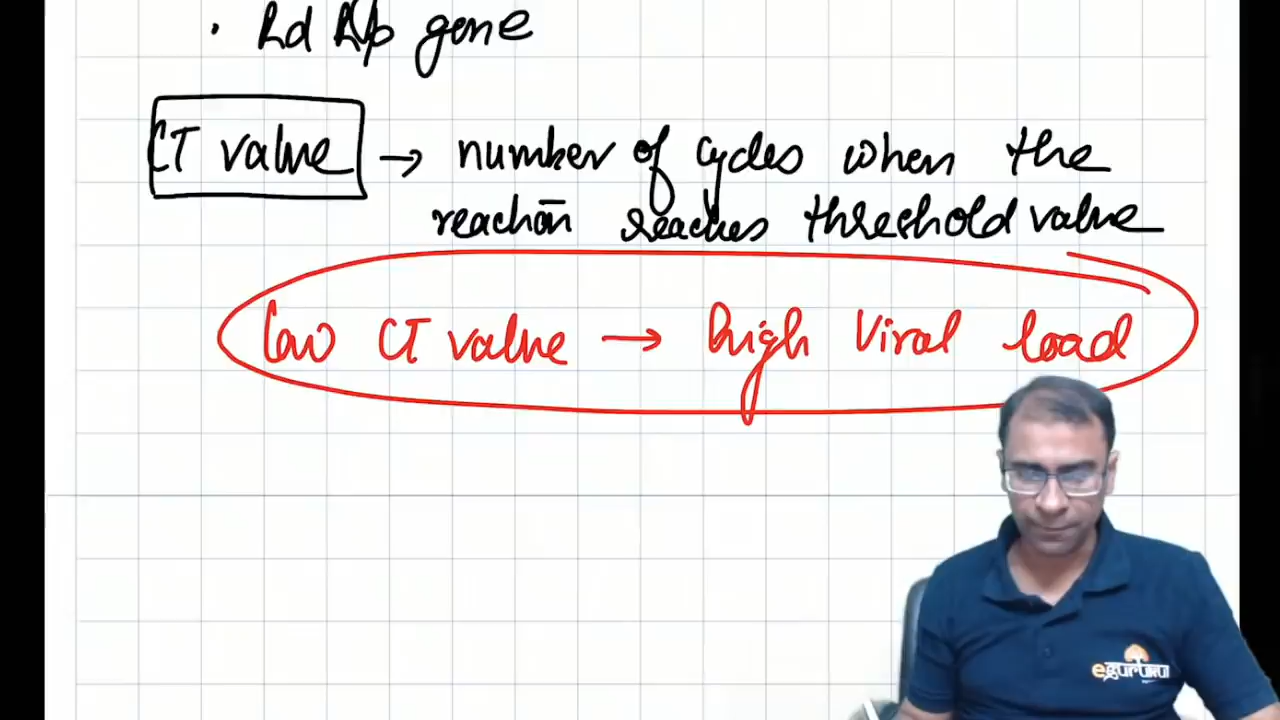 . RdRp gene
CT value → number of cycles when the
reaction reaches threshold value
low CT value → high viral load
egurukul